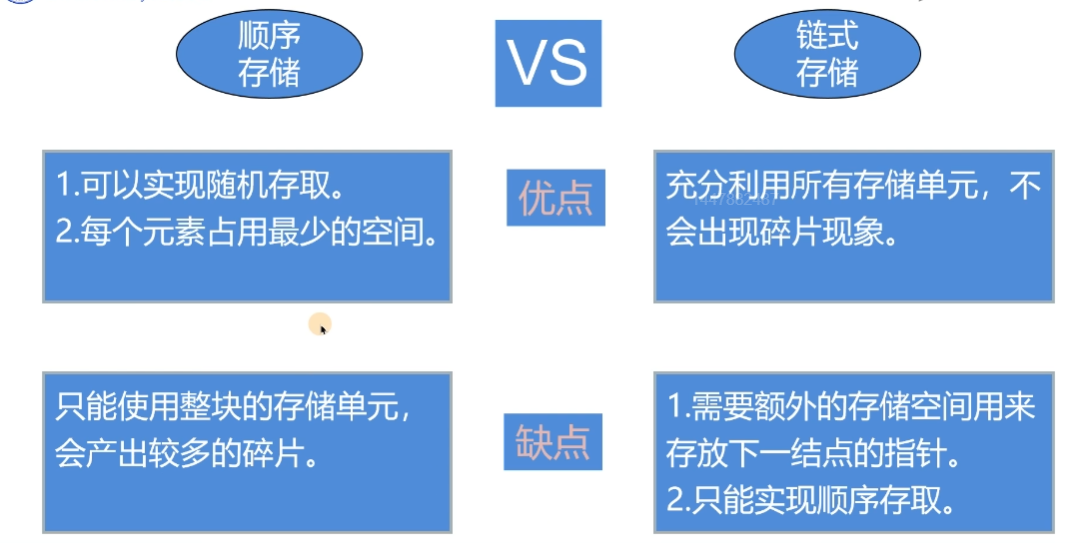 顺序
存储
VS
链式
存储
1.可以实现随机存取。
2.每个元素占用最少的空间。
优点
充分利用所有存储单元，不
会出现碎片现象。
只能使用整块的存储单元，
会产出较多的碎片。
缺点
1.需要额外的存储空间用来
存放下一结点的指针。
2.只能实现顺序存取。